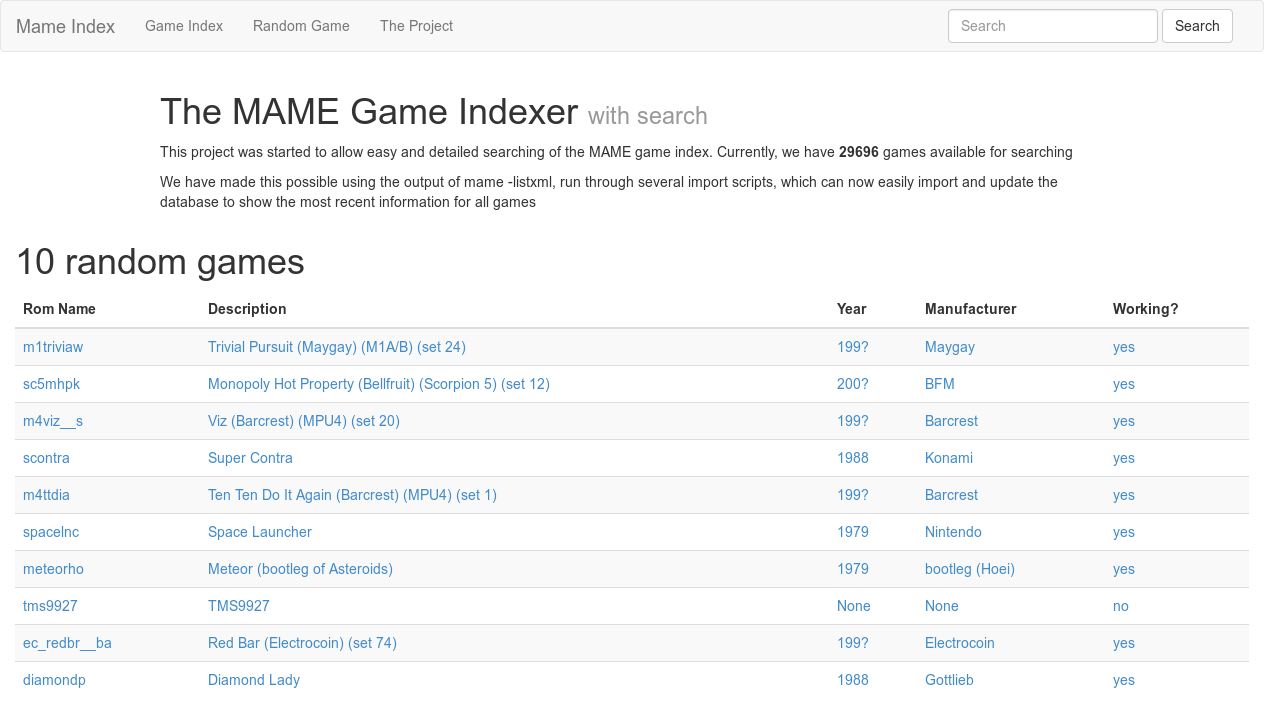 Mame Index Game Index Random Game The Project Search Search
The MAME Game Indexer with search
This project was started to allow easy and detailed searching of the MAME game index. Currently, we have 29696 games available for searching
We have made this possible using the output of mame -listxml, run through several import scripts, which can now easily import and update the
database to show the most recent information for all games
10 random games
Rom Name Description Year Manufacturer Working?
m1triviaw Trivial Pursuit (Maygay) (M1A/B) (set 24) 199? Maygay yes
sc5mhpk Monopoly Hot Property (Bellfruit) (Scorpion 5) (set 12) 200? BFM yes
m4viz__s Viz (Barcrest) (MPU4) (set 20) 199? Barcrest yes
scontra Super Contra 1988 Konami yes
m4ttdia Ten Ten Do It Again (Barcrest) (MPU4) (set 1) 199? Barcrest yes
spacelnc Space Launcher 1979 Nintendo yes
meteorho Meteor (bootleg of Asteroids) 1979 bootleg (Hoei) yes
tms9927 TMS9927 None None no
ec_redbr__ba Red Bar (Electrocoin) (set 74) 199? Electrocoin yes
diamondp Diamond Lady 1988 Gottlieb yes